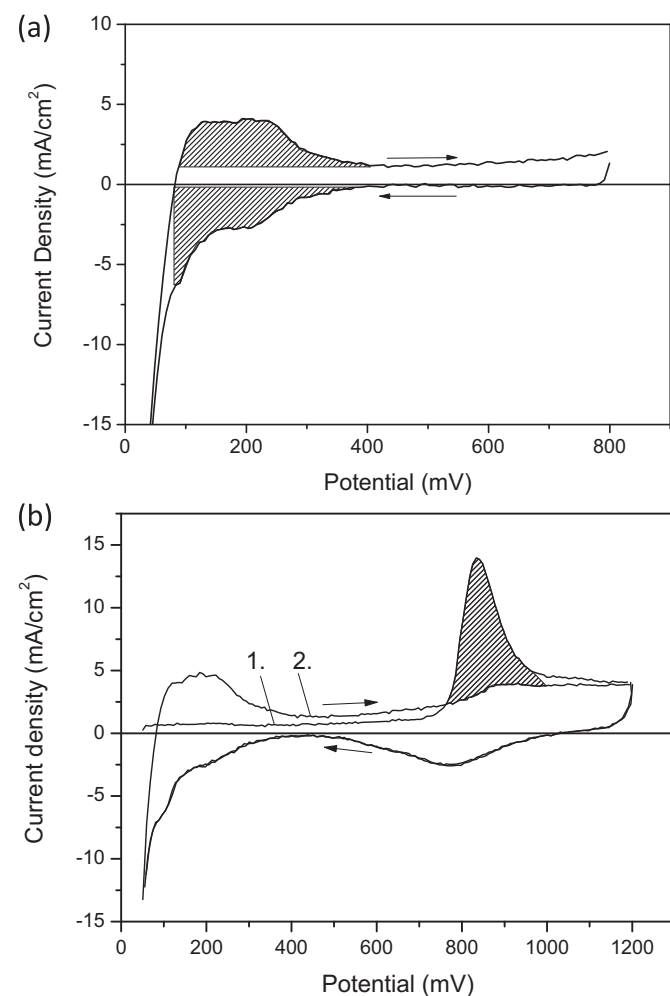 (a)
10
5
0
-5
-10
-15
0 200 400 600 800
Current Density (mA/cm²)
Potential (mV)
(b)
15
10
5
0
-5
-10
-15
1. 2.
0 200 400 600 800 1000 1200
Current density (mA/cm²)
Potential (mV)